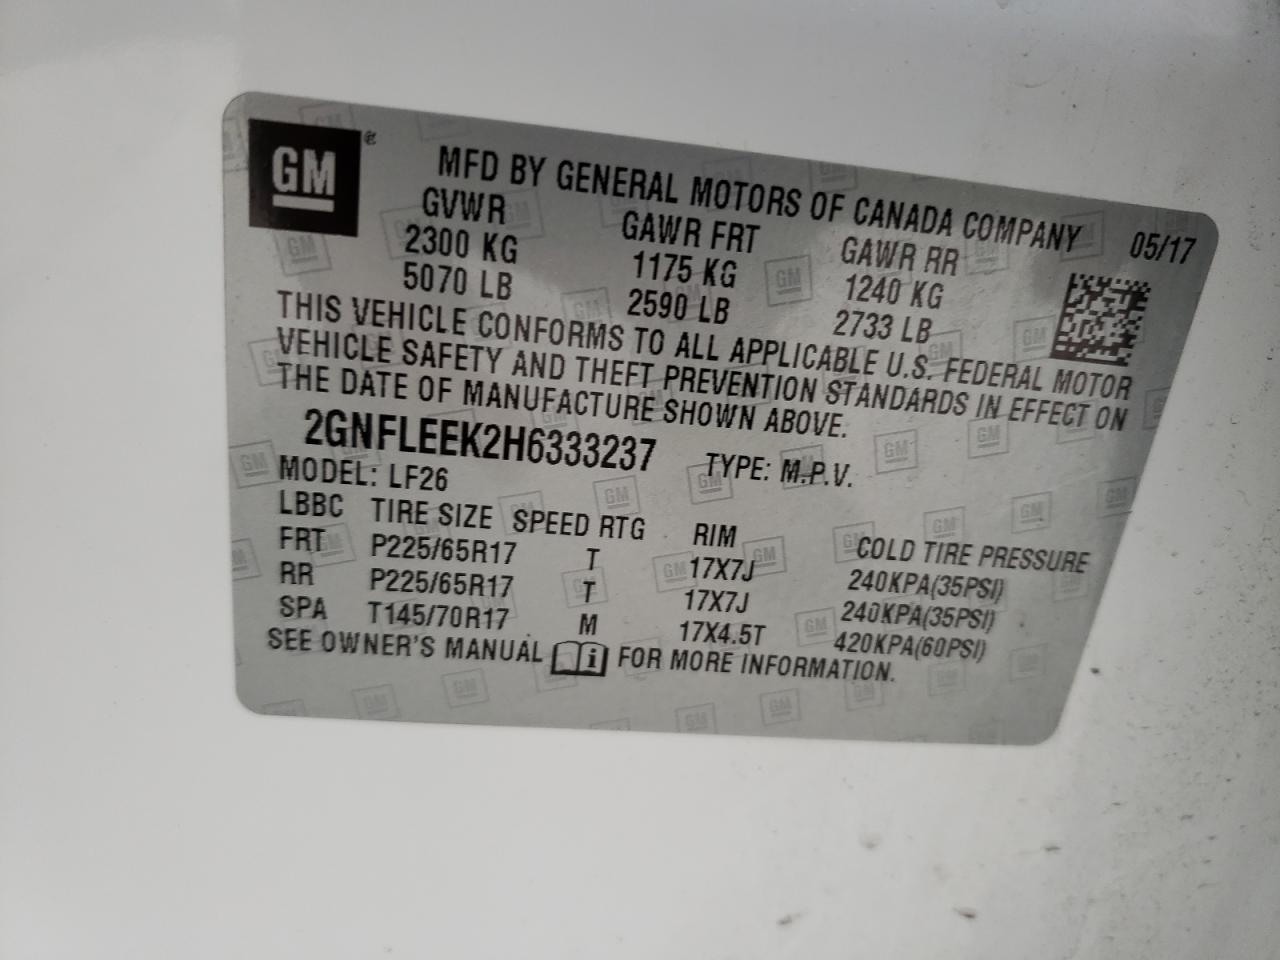 GM ®
MFD BY GENERAL MOTORS OF CANADA COMPANY 05/17
GVWR GAWR FRT GAWR RR
2300 KG 1175 KG 1240 KG
5070 LB 2590 LB 2733 LB
THIS VEHICLE CONFORMS TO ALL APPLICABLE U.S. FEDERAL MOTOR
VEHICLE SAFETY AND THEFT PREVENTION STANDARDS IN EFFECT ON
THE DATE OF MANUFACTURE SHOWN ABOVE.
2GNFLEEK2H6333237 TYPE: M.P.V.
MODEL: LF26
LBBC TIRE SIZE SPEED RTG RIM COLD TIRE PRESSURE
FRT P225/65R17 T 17X7J 240KPA(35PSI)
RR P225/65R17 T 17X7J 240KPA(35PSI)
SPA T145/70R17 M 17X4.5T 420KPA(60PSI)
SEE OWNER'S MANUAL i FOR MORE INFORMATION.